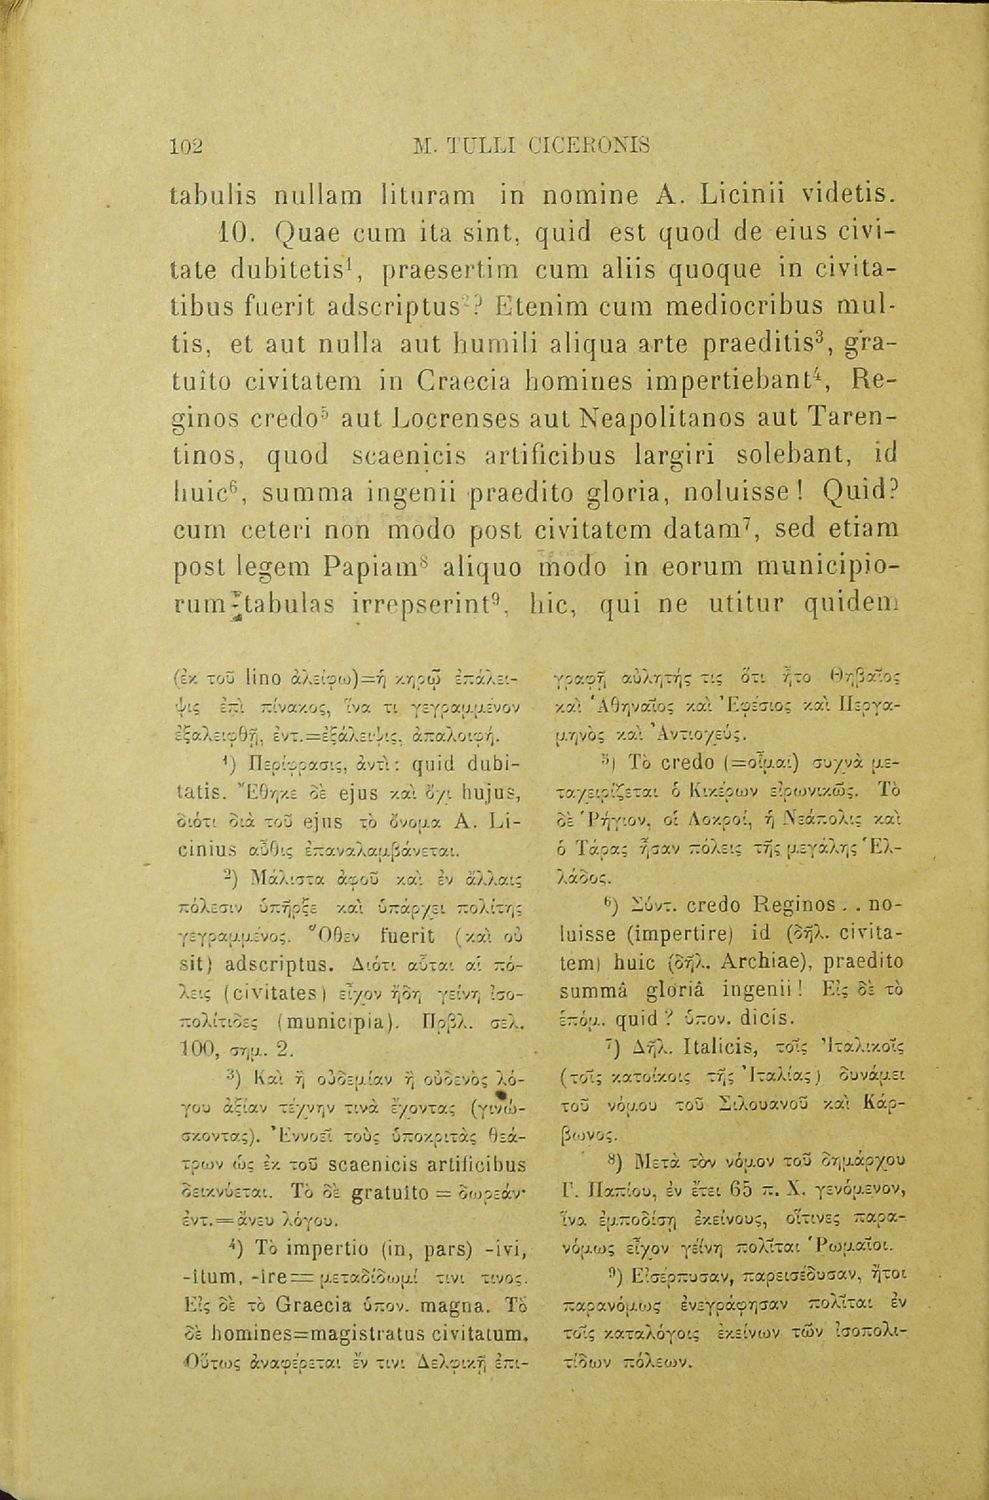 102 M. TULLI CICERONIS
tabulis nullam lituram in nomine A. Licinii videtis.
10. Quae cum ita sint, quid est quod de eius civi-
tate dubitetis¹, praesertim cum aliis quoque in civita-
tibus fuerit adscriptus²? Etenim cum mediocribus mul-
tis, et aut nulla aut humili aliqua arte praeditis³, gra-
tuito civitatem in Graecia homines impertiebant⁴, Re-
ginos credo⁵ aut Locrenses aut Neapolitanos aut Taren-
tinos, quod scaenicis artificibus largiri solebant, id
huic⁶, summa ingenii praedito gloria, noluisse! Quid?
cum ceteri non modo post civitatem datam⁷, sed etiam
post legem Papiam⁸ aliquo modo in eorum municipio-
rum tabulas irrepserint⁹, hic, qui ne utitur quidem
(ἐκ τοῦ lino ἀλείφω)=ἡ κηρῷ ἐπάλει-
ψις ἐπὶ πίνακος, ἵνα τι γεγραμμένον
ἐξαλειφθῇ, ἐντ.=ἐξάλειψις, ἀπαλοιφή.
¹) Περίφρασις, ἀντὶ: quid dubi-
tatis. Ἔθηκε δὲ ejus καὶ ὄχι hujus,
διότι διὰ τοῦ ejus τὸ ὄνομα A. Li-
cinius αὖθις ἐπαναλαμβάνεται.
²) Μάλιστα ἀφοῦ καὶ ἐν ἄλλαις
πόλεσιν ὑπῆρξε καὶ ὑπάρχει πολίτης
γεγραμμένος. Ὅθεν fuerit (καὶ οὐ
sit) adscriptus. Διότι αὗται αἱ πό-
λεις (civitates) εἶχον ἤδη γείνῃ ἰσο-
πολίτιδες (municipia). Πρβλ. σελ.
100, σημ. 2.
³) Καὶ ἢ οὐδεμίαν ἢ οὐδενὸς λό-
γου ἀξίαν τέχνην τινὰ ἔχοντας (γινώ-
σκοντας). Ἐννοεῖ τοὺς ὑποκριτὰς θεά-
τρων ὡς ἐκ τοῦ scaenicis artificibus
δεικνύεται. Τὸ δὲ gratuito = δωρεάν·
ἐντ.=ἄνευ λόγου.
⁴) Τὸ impertio (in, pars) -ivi,
-itum, -ire= μεταδίδωμί τινι τινος.
Εἰς δὲ τὸ Graecia ὑπον. magna. Τὸ
δὲ homines=magistratus civitatum.
Οὕτως ἀναφέρεται ἔν τινι Δελφικῇ ἐπι-
γραφῇ αὐλητής τις ὅτι ἦτο Θηβαῖος
καὶ Ἀθηναῖος καὶ Ἐφέσιος καὶ Περγα-
μηνὸς καὶ Ἀντιοχεύς.
⁵) Τὸ credo (=οἶμαι) συχνὰ με-
ταχειρίζεται ὁ Κικέρων εἰρωνικῶς. Τὸ
δὲ Ῥήγιον, οἱ Λοκροί, ἡ Νεάπολις καὶ
ὁ Τάρας ἦσαν πόλεις τῆς μεγάλης Ἑλ-
λάδος.
⁶) Σύντ. credo Reginos . . no-
luisse (impertire) id (δῆλ. civita-
tem) huic (δῆλ. Archiae), praedito
summâ gloriâ ingenii! Εἰς δὲ τὸ
ἑπόμ. quid? ὑπον. dicis.
⁷) Δῆλ. Italicis, τοῖς Ἰταλικοῖς
(τοῖς κατοίκοις τῆς Ἰταλίας) δυνάμει
τοῦ νόμου τοῦ Σιλουανοῦ καὶ Κάρ-
βωνος.
⁸) Μετὰ τὸν νόμον τοῦ δημάρχου
Γ. Παπίου, ἐν ἔτει 65 π. Χ. γενόμενον,
ἵνα ἐμποδίσῃ ἐκείνους, οἵτινες παρα-
νόμως εἶχον γείνῃ πολῖται Ῥωμαῖοι.
⁹) Εἰσέρπυσαν, παρεισέδυσαν, ἤτοι
παρανόμως ἐνεγράφησαν πολῖται ἐν
τοῖς καταλόγοις ἐκείνων τῶν ἰσοπολι-
τίδων πόλεων.